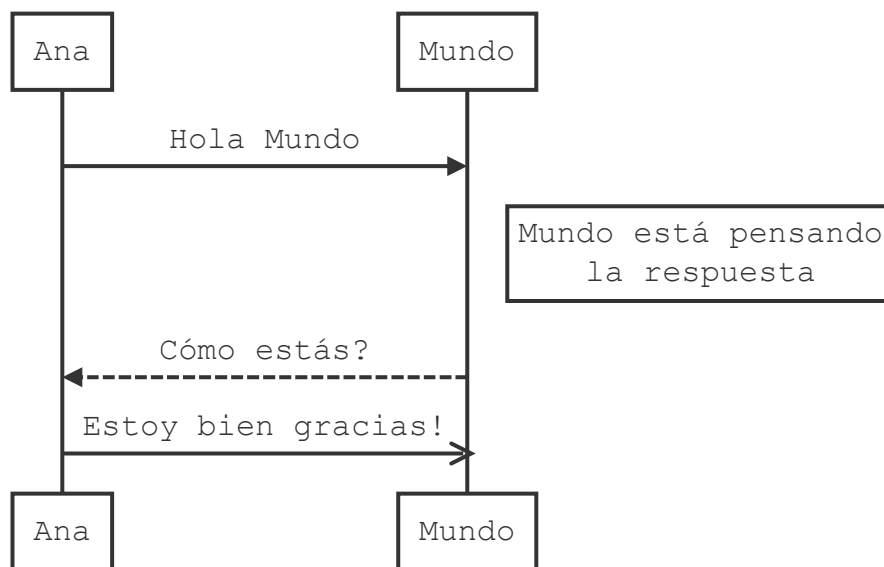 Ana
Mundo
Hola Mundo
Mundo está pensando
la respuesta
Cómo estás?
Estoy bien gracias!
Ana
Mundo